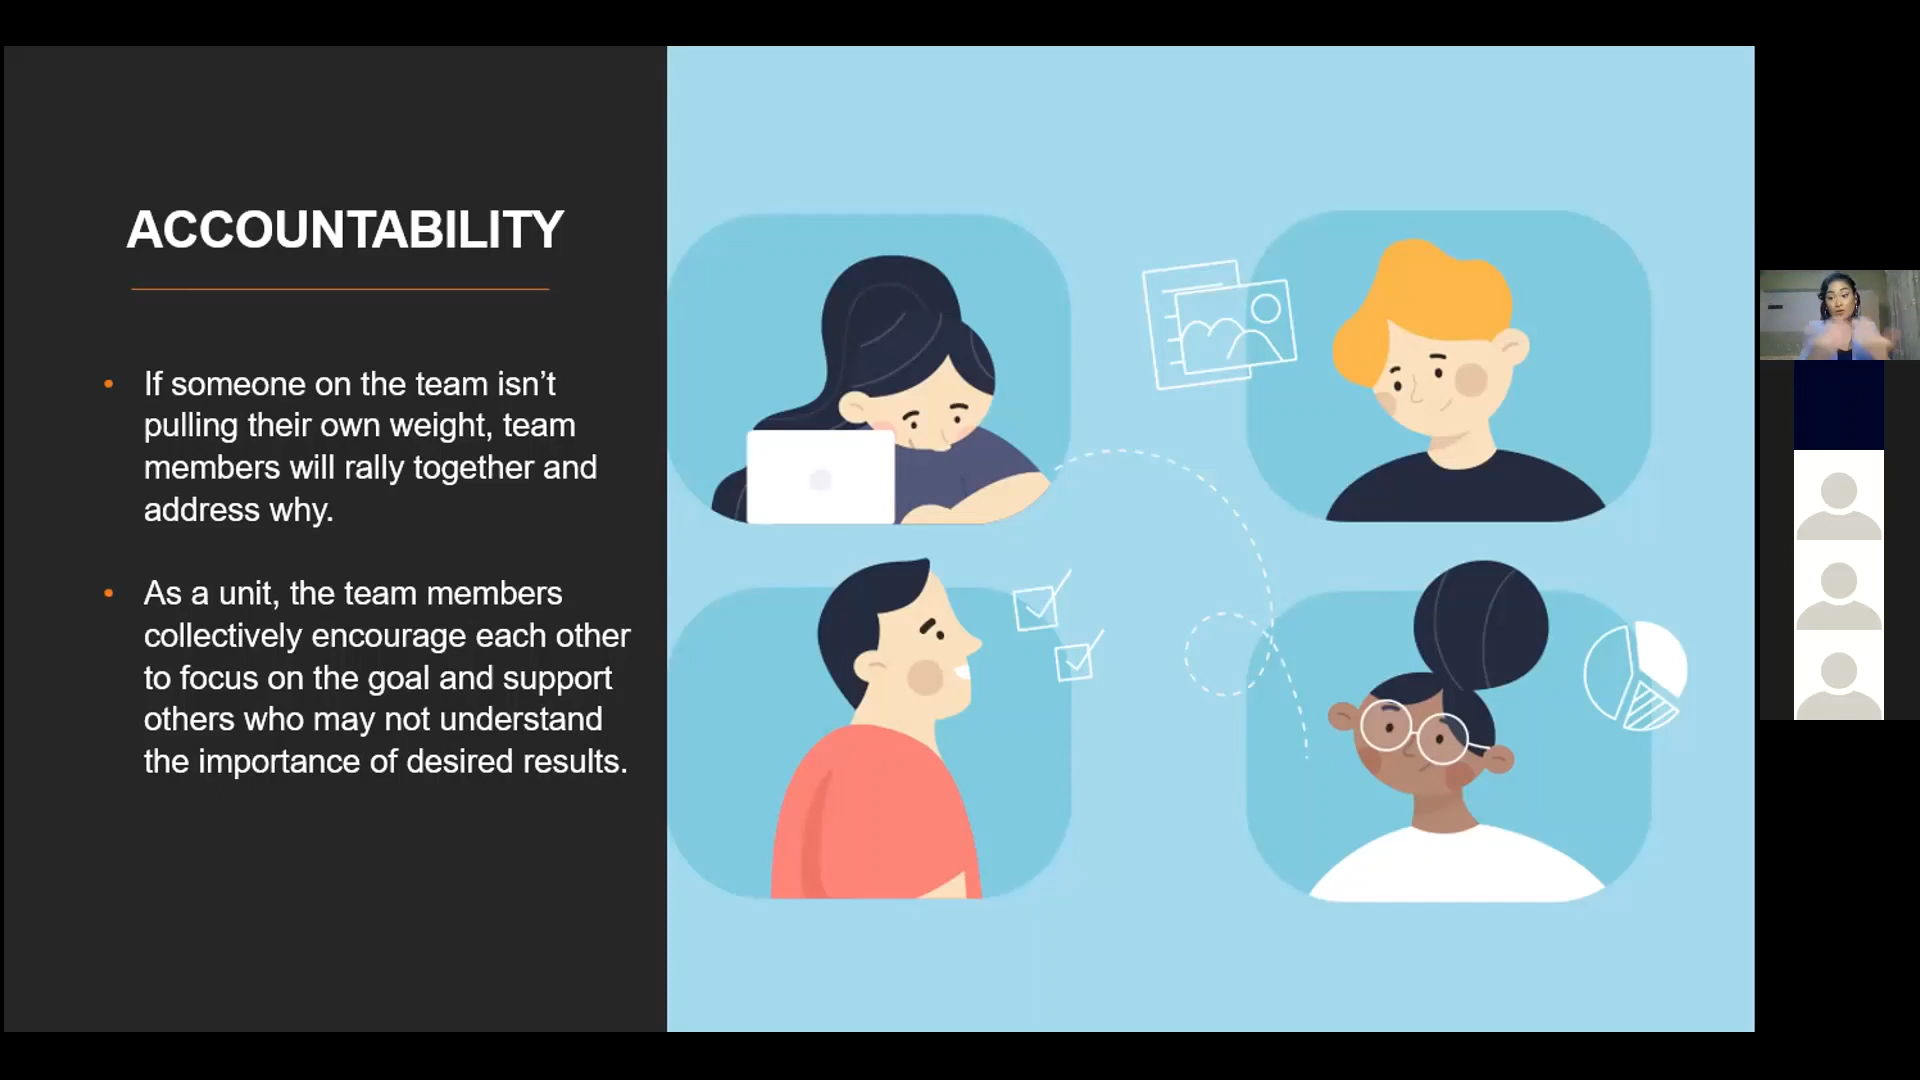 ACCOUNTABILITY
• If someone on the team isn’t
pulling their own weight, team
members will rally together and
address why.
• As a unit, the team members
collectively encourage each other
to focus on the goal and support
others who may not understand
the importance of desired results.